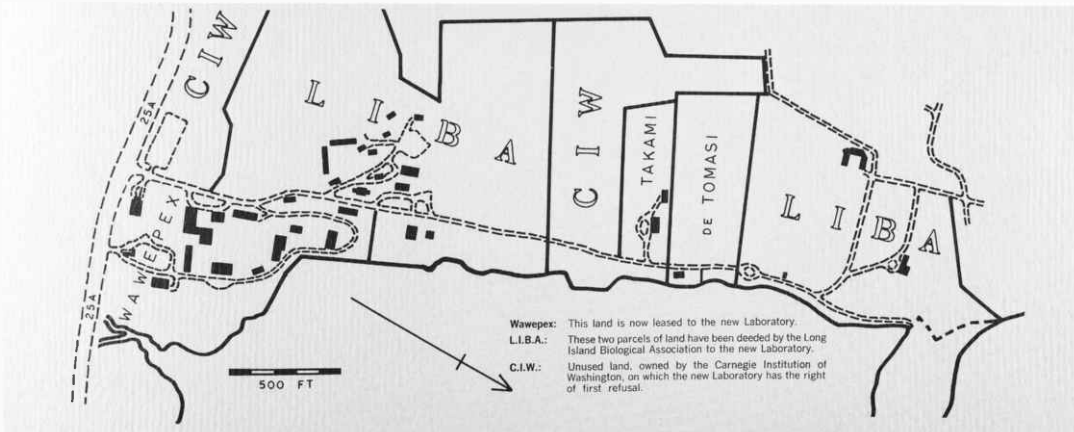 25A
CIW
LIBA
CIW
TAKAMI
DE TOMASI
LIBA
WAWEPEX
25A
500 FT
Wawepex: This land is now leased to the new Laboratory.
L.I.B.A.: These two parcels of land have been deeded by the Long
Island Biological Association to the new Laboratory.
C.I.W.: Unused land, owned by the Carnegie Institution of
Washington, on which the new Laboratory has the right
of first refusal.